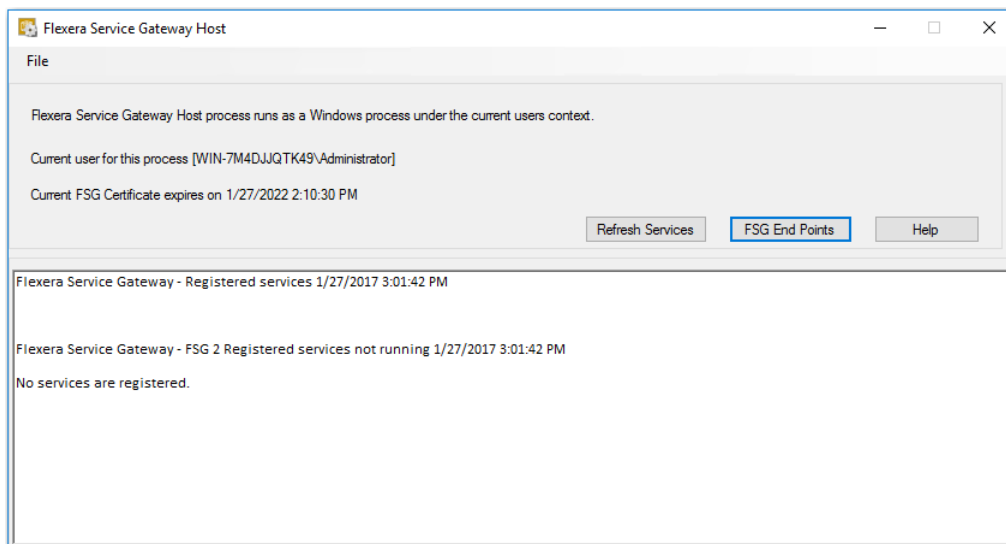 Flexera Service Gateway Host
File
Flexera Service Gateway Host process runs as a Windows process under the current users context.
Current user for this process [WIN-7M4DJJQTK49\Administrator]
Current FSG Certificate expires on 1/27/2022 2:10:30 PM
Refresh Services FSG End Points Help
Flexera Service Gateway - Registered services 1/27/2017 3:01:42 PM
Flexera Service Gateway - FSG 2 Registered services not running 1/27/2017 3:01:42 PM
No services are registered.